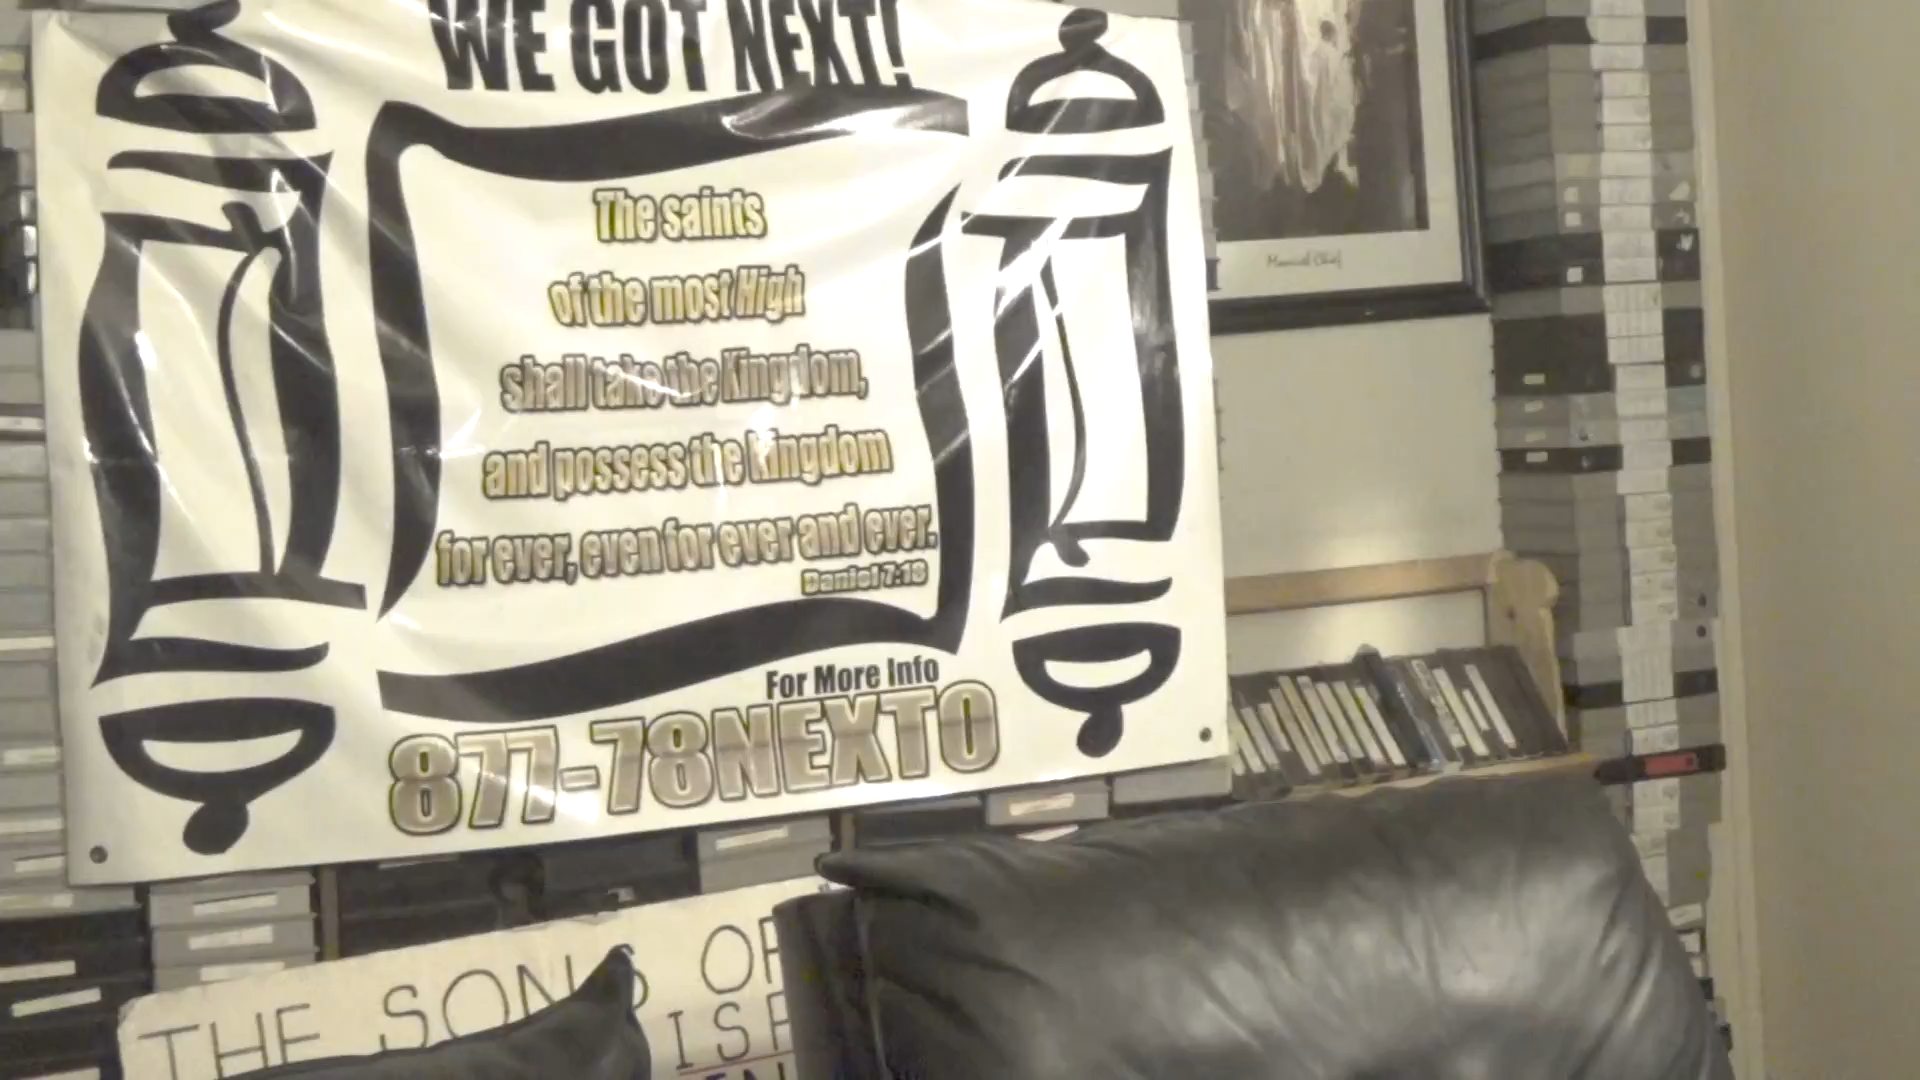 WE GOT NEXT!
The saints
of the most High
shall take the Kingdom,
and possess the kingdom
for ever, even for ever and ever.
Daniel 7:18
For More Info
877-78NEXTO
THE SONS OF